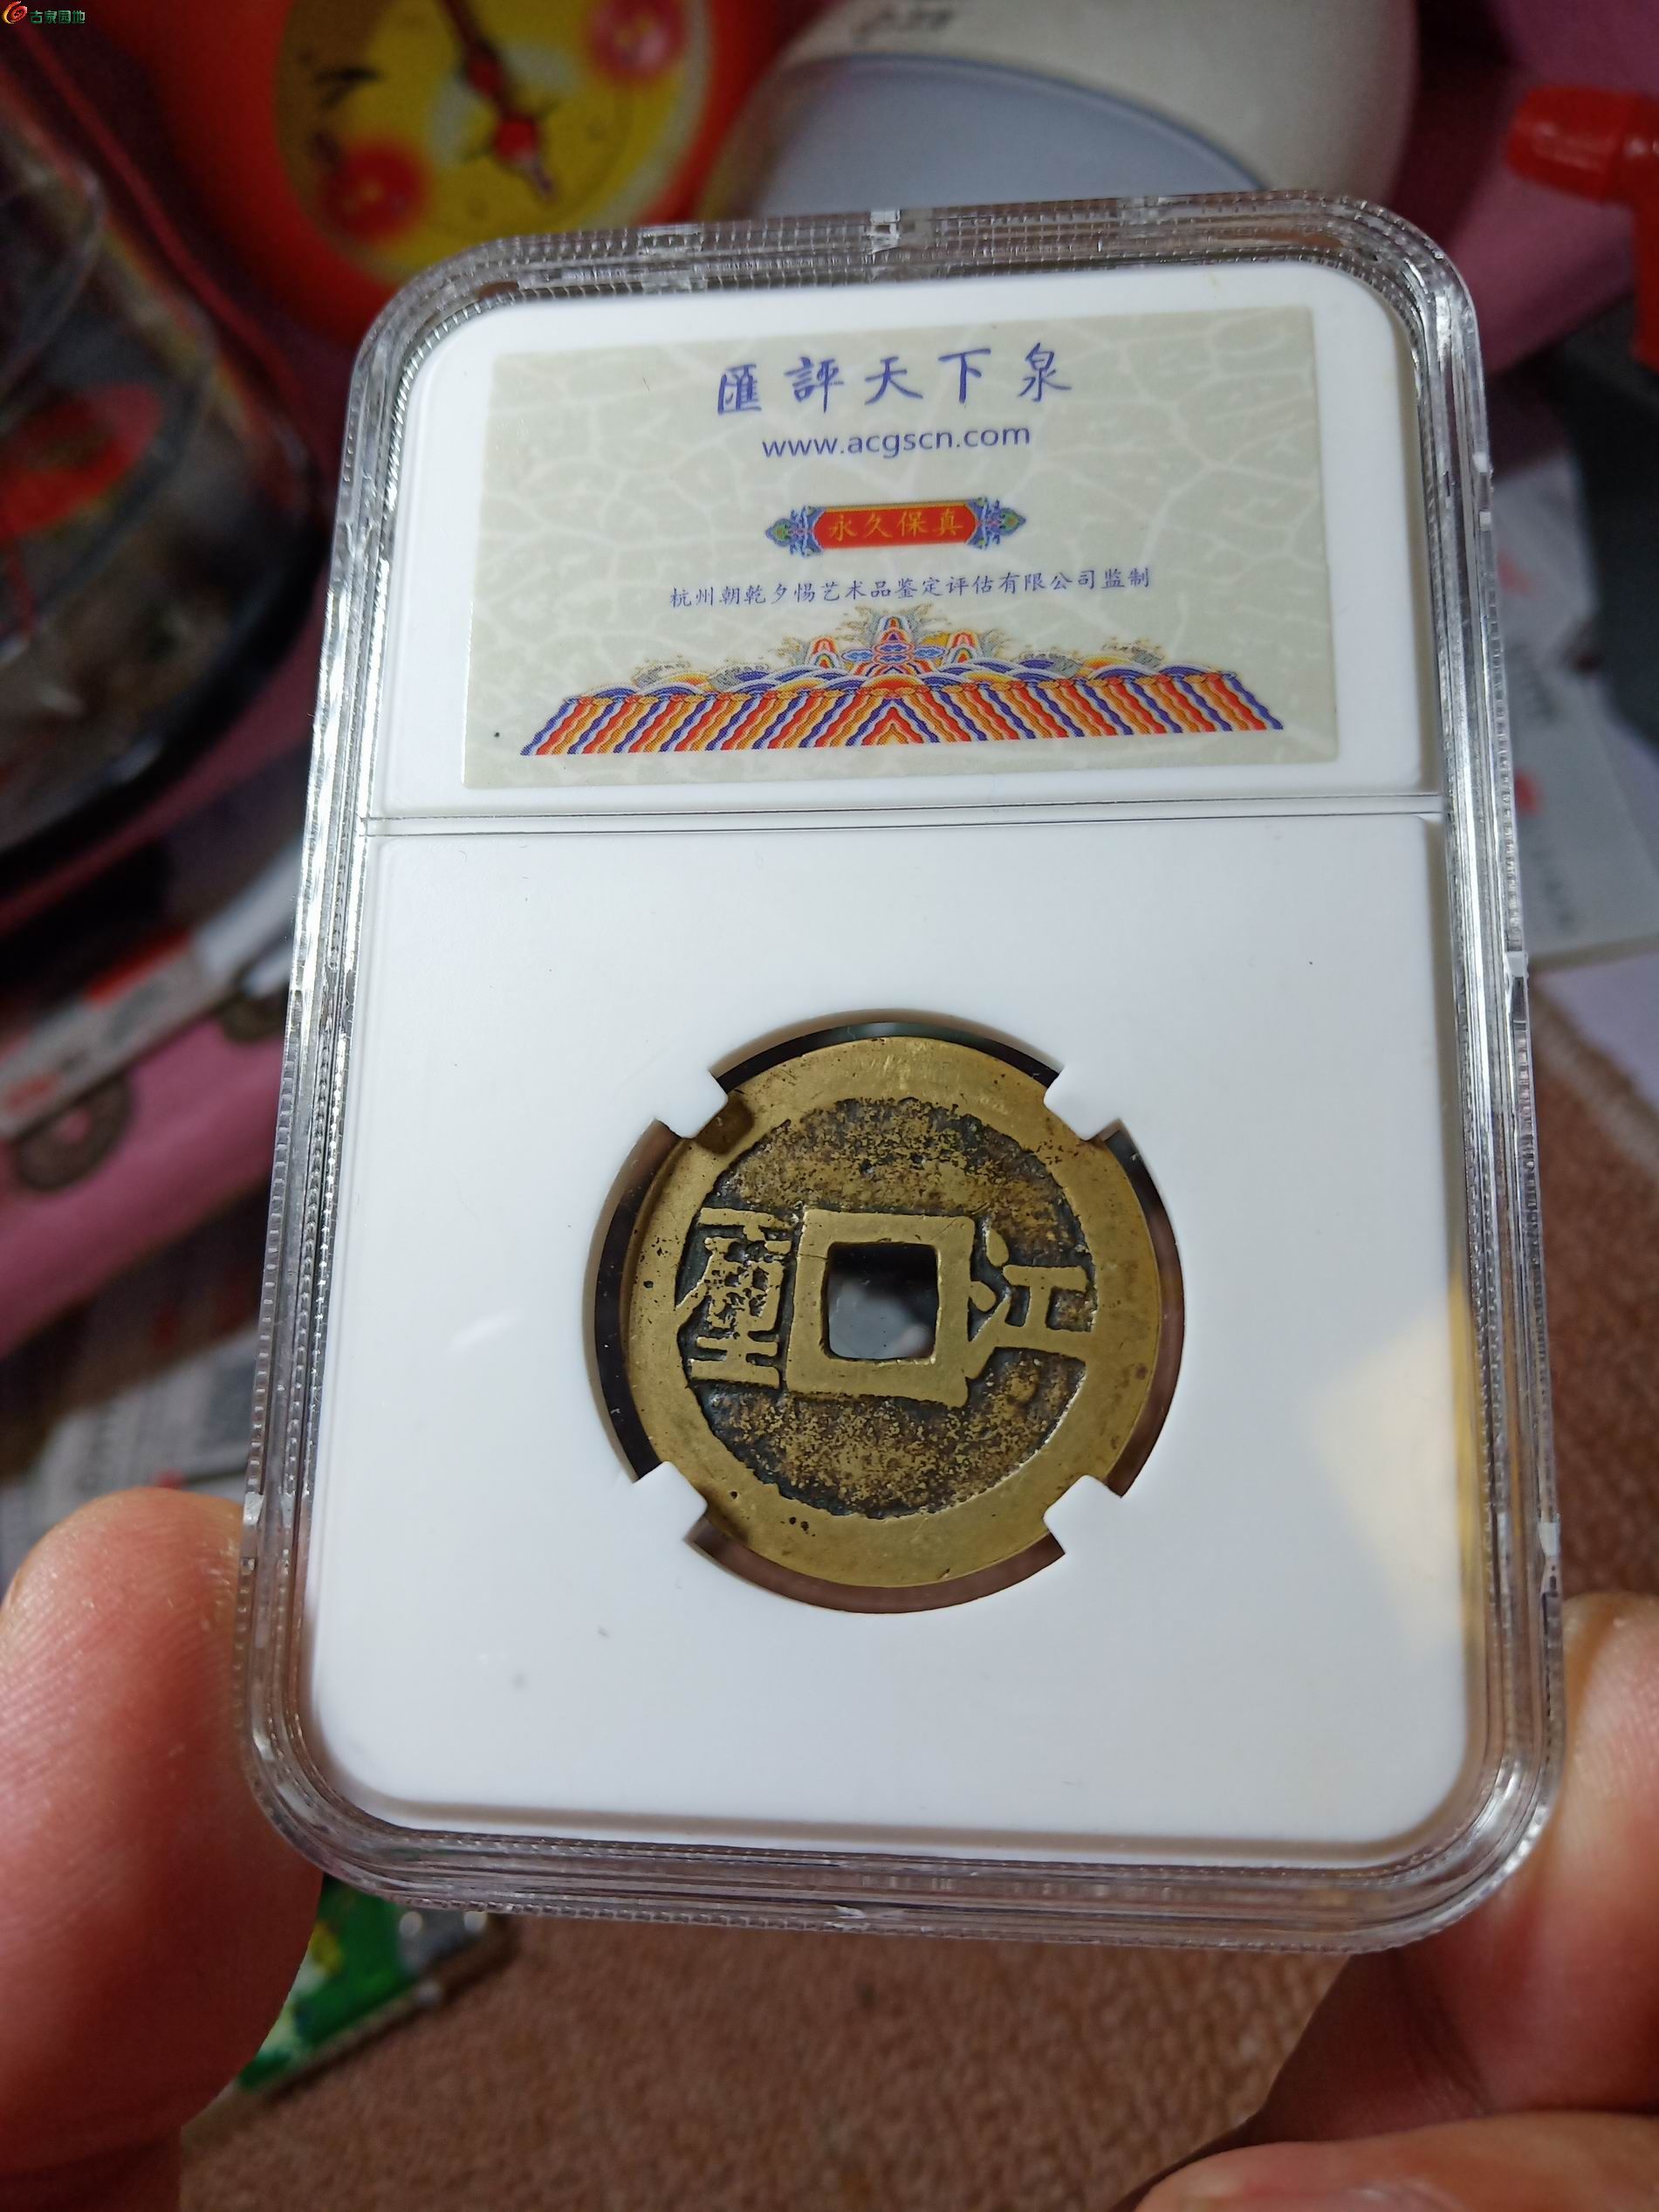 古泉园地
匯評天下泉
www.acgscn.com
永久保真
杭州朝乾夕惕艺术品鉴定评估有限公司监制
江